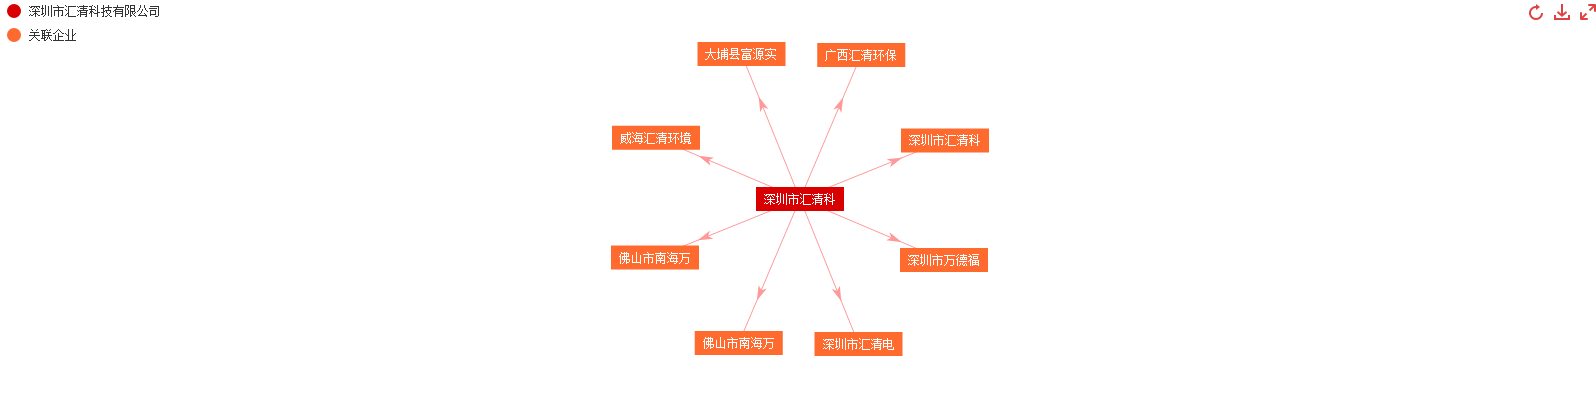 深圳市汇清科技有限公司
关联企业
大埔县富源实
广西汇清环保
威海汇清环境
深圳市汇清科
深圳市汇清科
佛山市南海万
深圳市万德福
佛山市南海万
深圳市汇清电